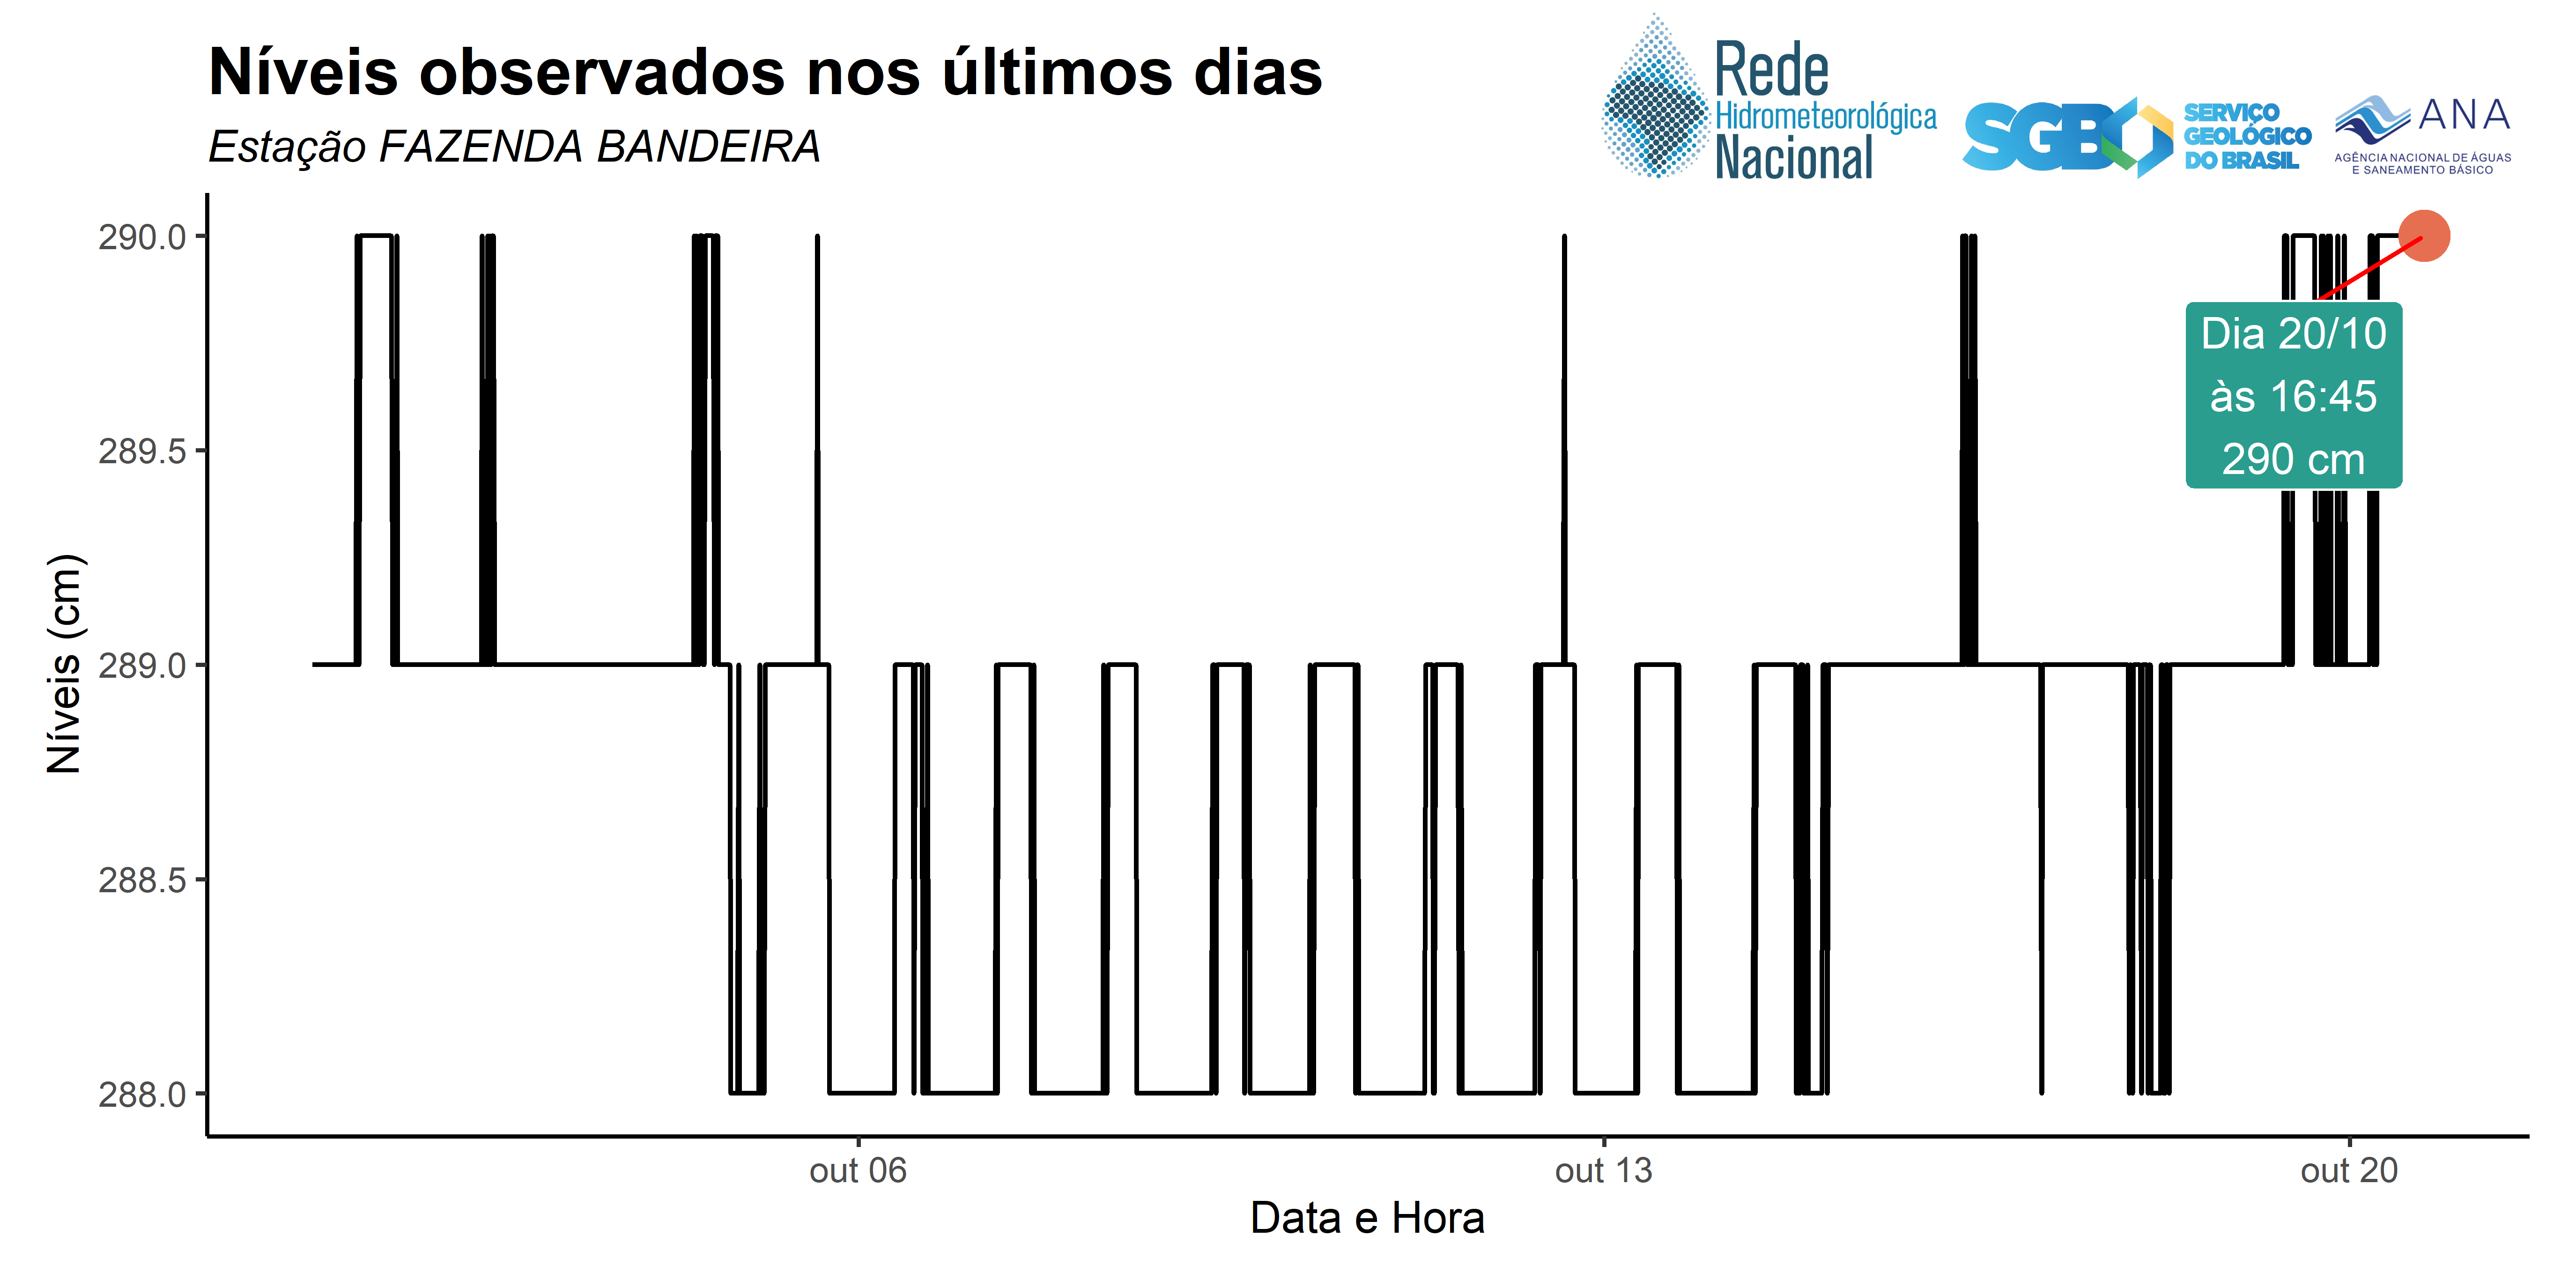 Níveis observados nos últimos dias
Estação FAZENDA BANDEIRA
Rede
Hidrometeorológica
Nacional
SGB
SERVIÇO
GEOLÓGICO
DO BRASIL
ANA
AGÊNCIA NACIONAL DE ÁGUAS
E SANEAMENTO BÁSICO
Níveis (cm)
290.0
289.5
289.0
288.5
288.0
Dia 20/10
às 16:45
290 cm
out 06
out 13
out 20
Data e Hora